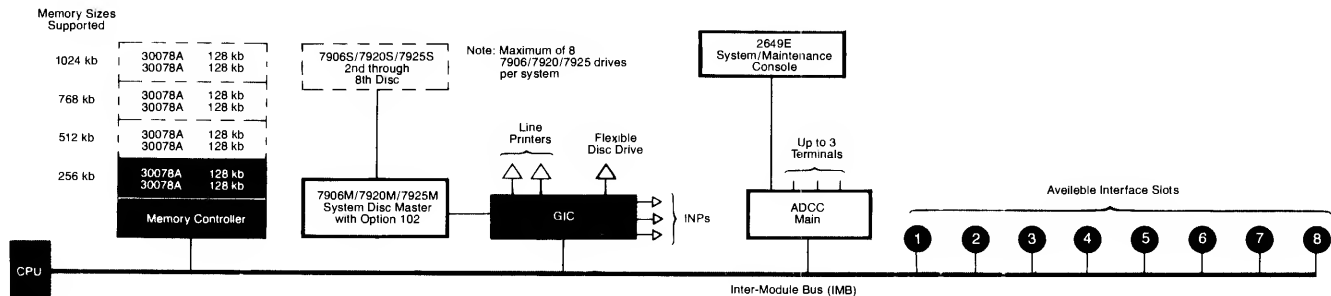 Memory Sizes
Supported
1024 kb
30078A 128 kb
30078A 128 kb
768 kb
30078A 128 kb
30078A 128 kb
512 kb
30078A 128 kb
30078A 128 kb
256 kb
30078A 128 kb
30078A 128 kb
Memory Controller
7906S/7920S/7925S
2nd through
8th Disc
Note: Maximum of 8
7906/7920/7925 drives
per system
7906M/7920M/7925M
System Disc Master
with Option 102
Line
Printers
Flexible
Disc Drive
GIC
INPs
2649E
System/Maintenance
Console
Up to 3
Terminals
ADCC
Main
Available Interface Slots
1 2 3 4 5 6 7 8
CPU
Inter-Module Bus (IMB)